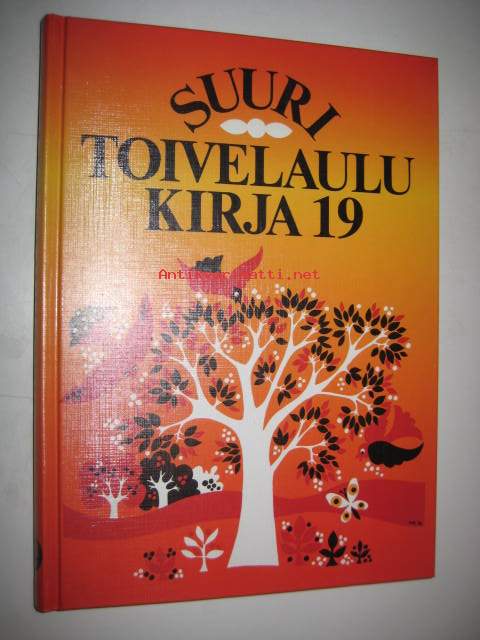 SUURI
TOIVELAULU
KIRJA 19
Antikvariaatti.net